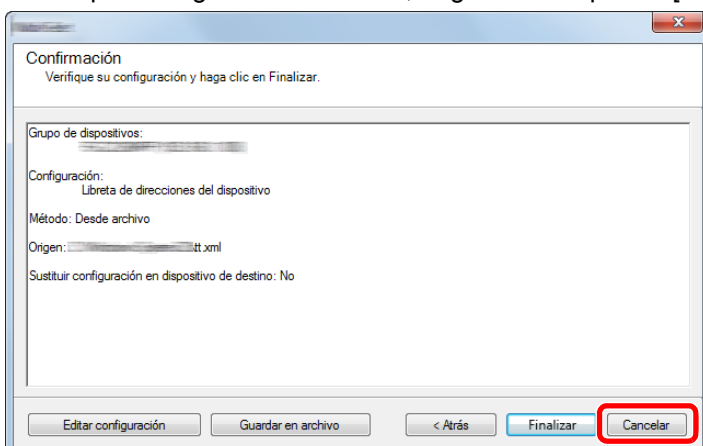 Confirmación
Verifique su configuración y haga clic en Finalizar.
Grupo de dispositivos:
Configuración:
Libreta de direcciones del dispositivo
Método: Desde archivo
Origen: tt.xml
Sustituir configuración en dispositivo de destino: No
Editar configuración Guardar en archivo < Atrás Finalizar Cancelar